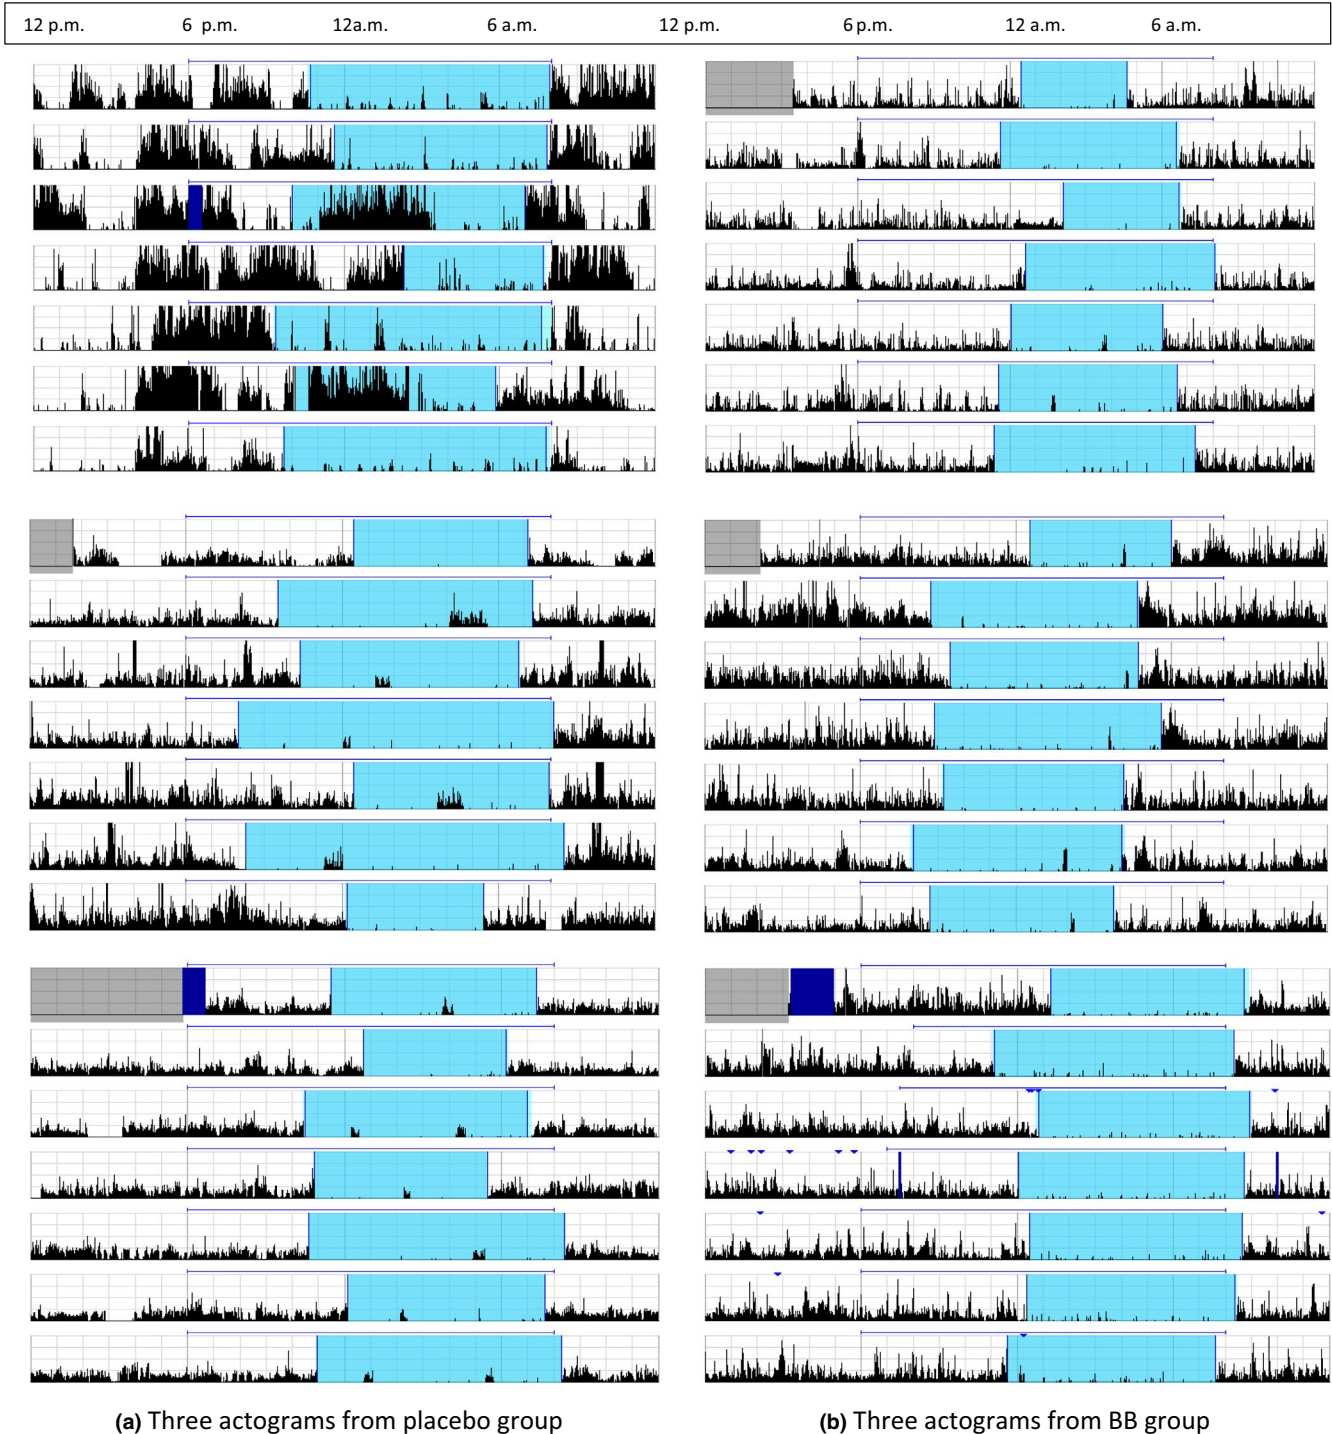 12 p.m. 6 p.m. 12a.m. 6 a.m. 12 p.m. 6 p.m. 12 a.m. 6 a.m.
(a) Three actograms from placebo group
(b) Three actograms from BB group